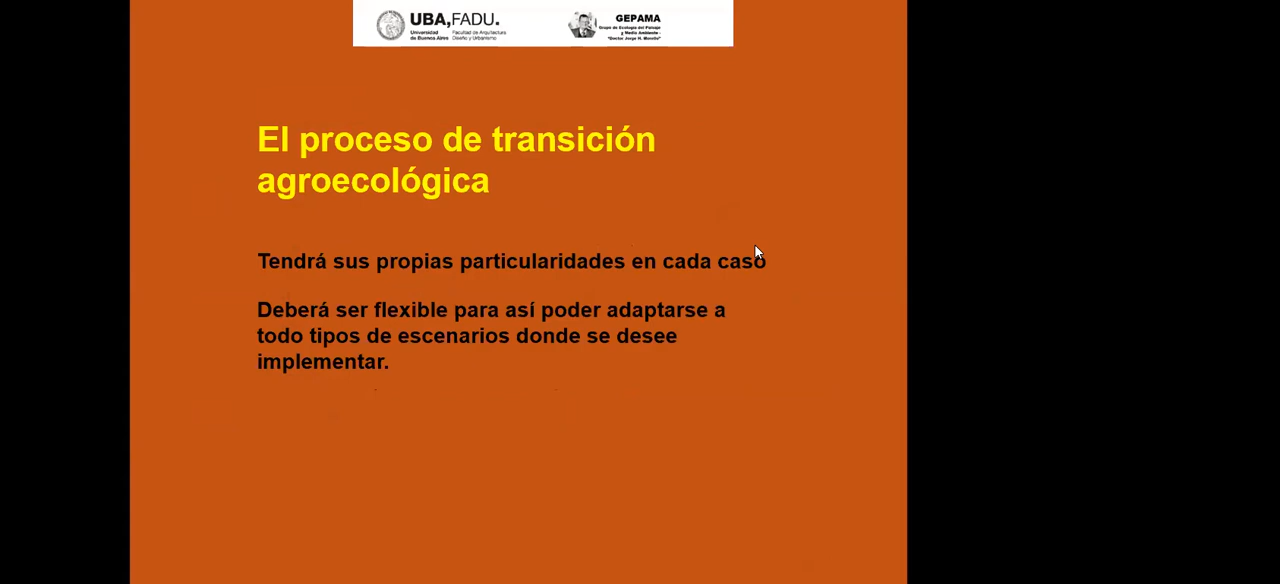 UBA,FADU.
Universidad de Buenos Aires
Facultad de Arquitectura Diseño y Urbanismo
GEPAMA
Grupo de Ecología del Paisaje
y Medio Ambiente -
"Doctor Jorge H. Morello"
El proceso de transición
agroecológica
Tendrá sus propias particularidades en cada caso
Deberá ser flexible para así poder adaptarse a
todo tipos de escenarios donde se desee
implementar.